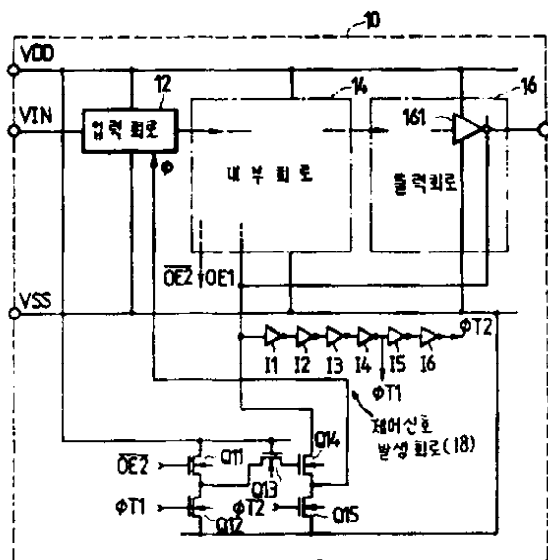 10
VDD
12
14
16
VIN
입력 회로
161
φ
내부 회로
출력회로
OE2 OE1
VSS
φT2
I1 I2 I3 I4 I5 I6
φT1
제어신호
발생회로(18)
OE2
Q11
Q14
Q13
φT1
φT2
Q12
Q15